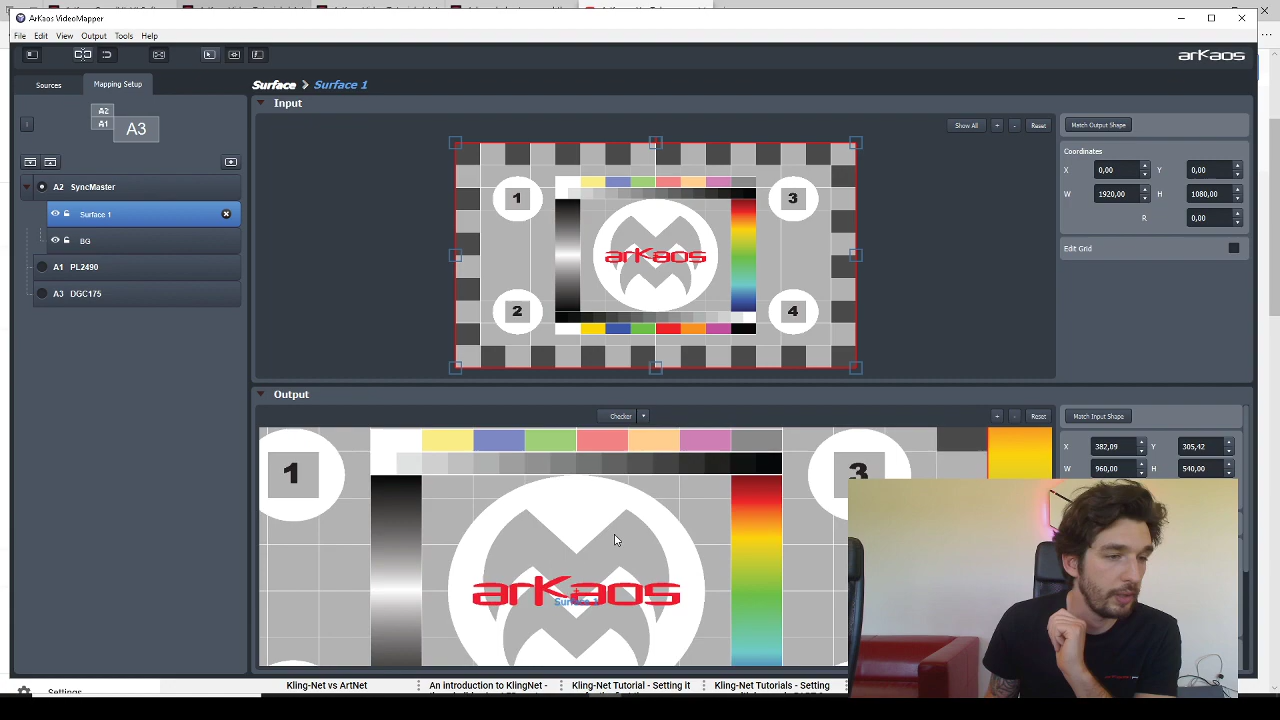 ArKaos VideoMapper
File Edit View Output Tools Help
arKaos
Sources Mapping Setup
Surface > Surface 1
Input
A2
A1
A3
Show All + - Reset
Match Output Shape
Coordinates
X 0,00 Y 0,00
W 1920,00 H 1080,00
R 0,00
Edit Grid
A2 SyncMaster
Surface 1
BG
A1 PL2490
A3 DGC175
1
3
arKaos
2
4
Output
Checker
+ - Reset
Match Input Shape
X 382,09 Y 305,42
W 960,00 H 540,00
1
3
arKaos
Settings
Kling-Net vs ArtNet
An introduction to KlingNet -
Kling-Net Tutorial - Setting it
Kling-Net Tutorials - Setting